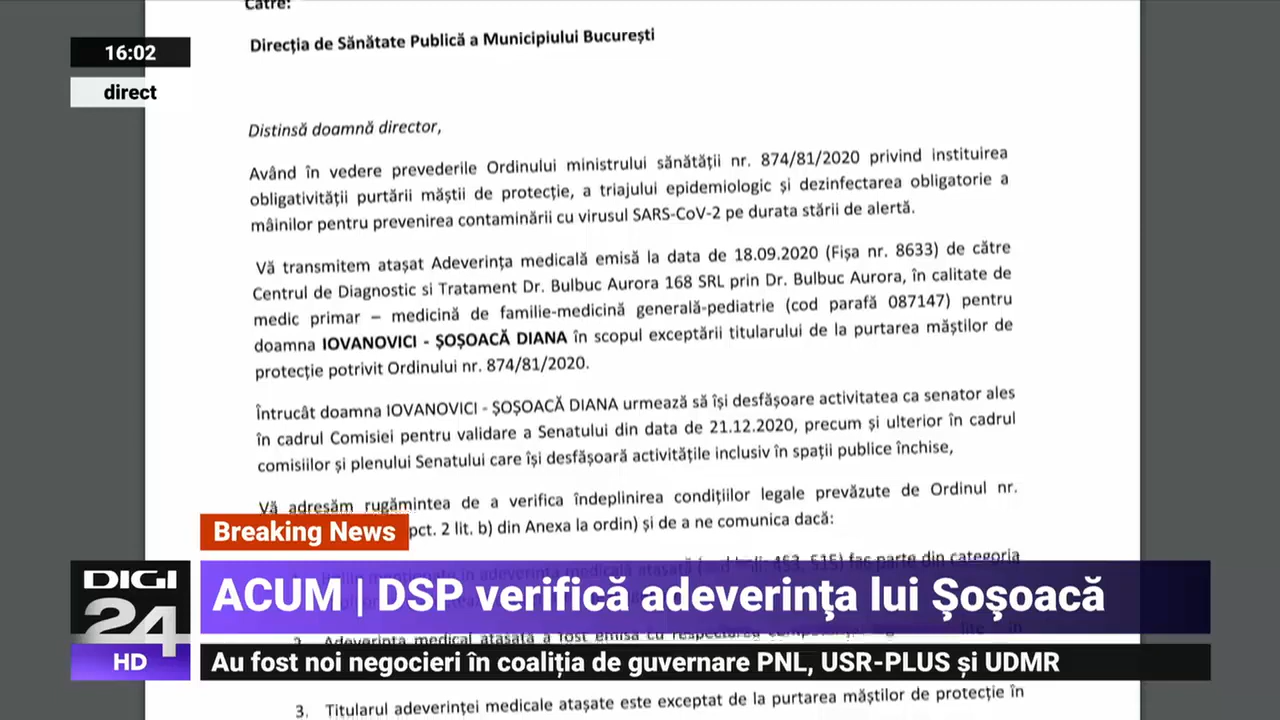 Către:
Direcția de Sănătate Publică a Municipiului București
16:02
direct
Distinsă doamnă director,
Având în vedere prevederile Ordinului ministrului sănătății nr. 874/81/2020 privind instituirea
obligativității purtării măștii de protecție, a triajului epidemiologic și dezinfectarea obligatorie a
mâinilor pentru prevenirea contaminării cu virusul SARS-CoV-2 pe durata stării de alertă.
Vă transmitem atașat Adeverința medicală emisă la data de 18.09.2020 (Fișa nr. 8633) de către
Centrul de Diagnostic si Tratament Dr. Bulbuc Aurora 168 SRL prin Dr. Bulbuc Aurora, în calitate de
medic primar – medicină de familie-medicină generală-pediatrie (cod parafă 087147) pentru
doamna IOVANOVICI - ȘOȘOACĂ DIANA în scopul exceptării titularului de la purtarea măștilor de
protecție potrivit Ordinului nr. 874/81/2020.
Întrucât doamna IOVANOVICI - ȘOȘOACĂ DIANA urmează să își desfășoare activitatea ca senator ales
în cadrul Comisiei pentru validare a Senatului din data de 21.12.2020, precum și ulterior în cadrul
comisiilor și plenului Senatului care își desfășoară activitățile inclusiv în spații publice închise,
Vă adresăm rugămintea de a verifica îndeplinirea condițiilor legale prevăzute de Ordinul nr.
pct. 2 lit. b) din Anexa la ordin) și de a ne comunica dacă:
Breaking News
453, 515) fac parte din categoria
DIGI
24
HD
ACUM | DSP verifică adeverința lui Șoșoacă
2. Adeverința medical atașată a fost emisă cu respectarea
Au fost noi negocieri în coaliția de guvernare PNL, USR-PLUS și UDMR
3. Titularul adeverinței medicale atașate este exceptat de la purtarea măștilor de protecție în